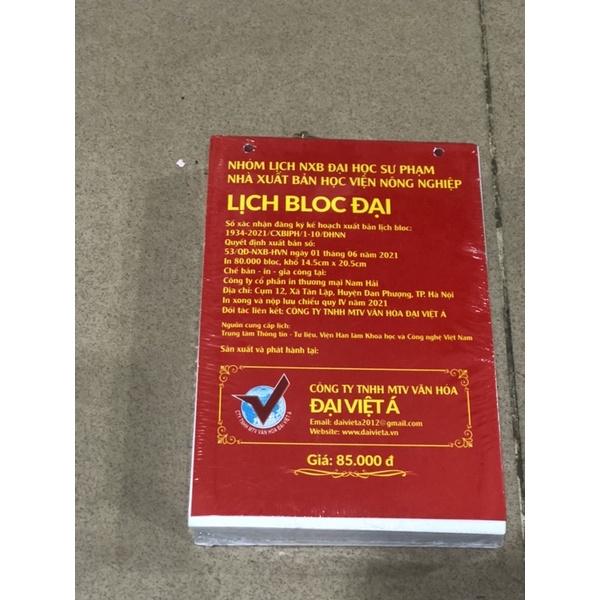 NHÓM LỊCH NXB ĐẠI HỌC SƯ PHẠM
NHÀ XUẤT BẢN HỌC VIỆN NÔNG NGHIỆP
LỊCH BLOC ĐẠI
Số xác nhận đăng ký kế hoạch xuất bản lịch bloc:
1934-2021/CXBIPH/1-10/ĐHNN
Quyết định xuất bản số:
53/QĐ-NXB-HVN ngày 01 tháng 06 năm 2021
In 80.000 bloc, khổ 14.5cm x 20.5cm
Chế bản - in - gia công tại:
Công ty cổ phần in thương mại Nam Hải
Địa chỉ: Cụm 12, Xã Tân Lập, Huyện Đan Phượng, TP. Hà Nội
In xong và nộp lưu chiểu quý IV năm 2021
Đối tác liên kết: CÔNG TY TNHH MTV VĂN HÓA ĐẠI VIỆT Á
Nguồn cung cấp lịch:
Trung tâm Thông tin - Tư liệu, Viện Hàn lâm Khoa học và Công nghệ Việt Nam
Sản xuất và phát hành tại:
CÔNG TY TNHH MTV VĂN HÓA
ĐẠI VIỆT Á
Email: daivieta2012@gmail.com
Website: www.daivieta.vn
CTY TNHH MTV VĂN HÓA ĐẠI VIỆT Á
Giá: 85.000 đ